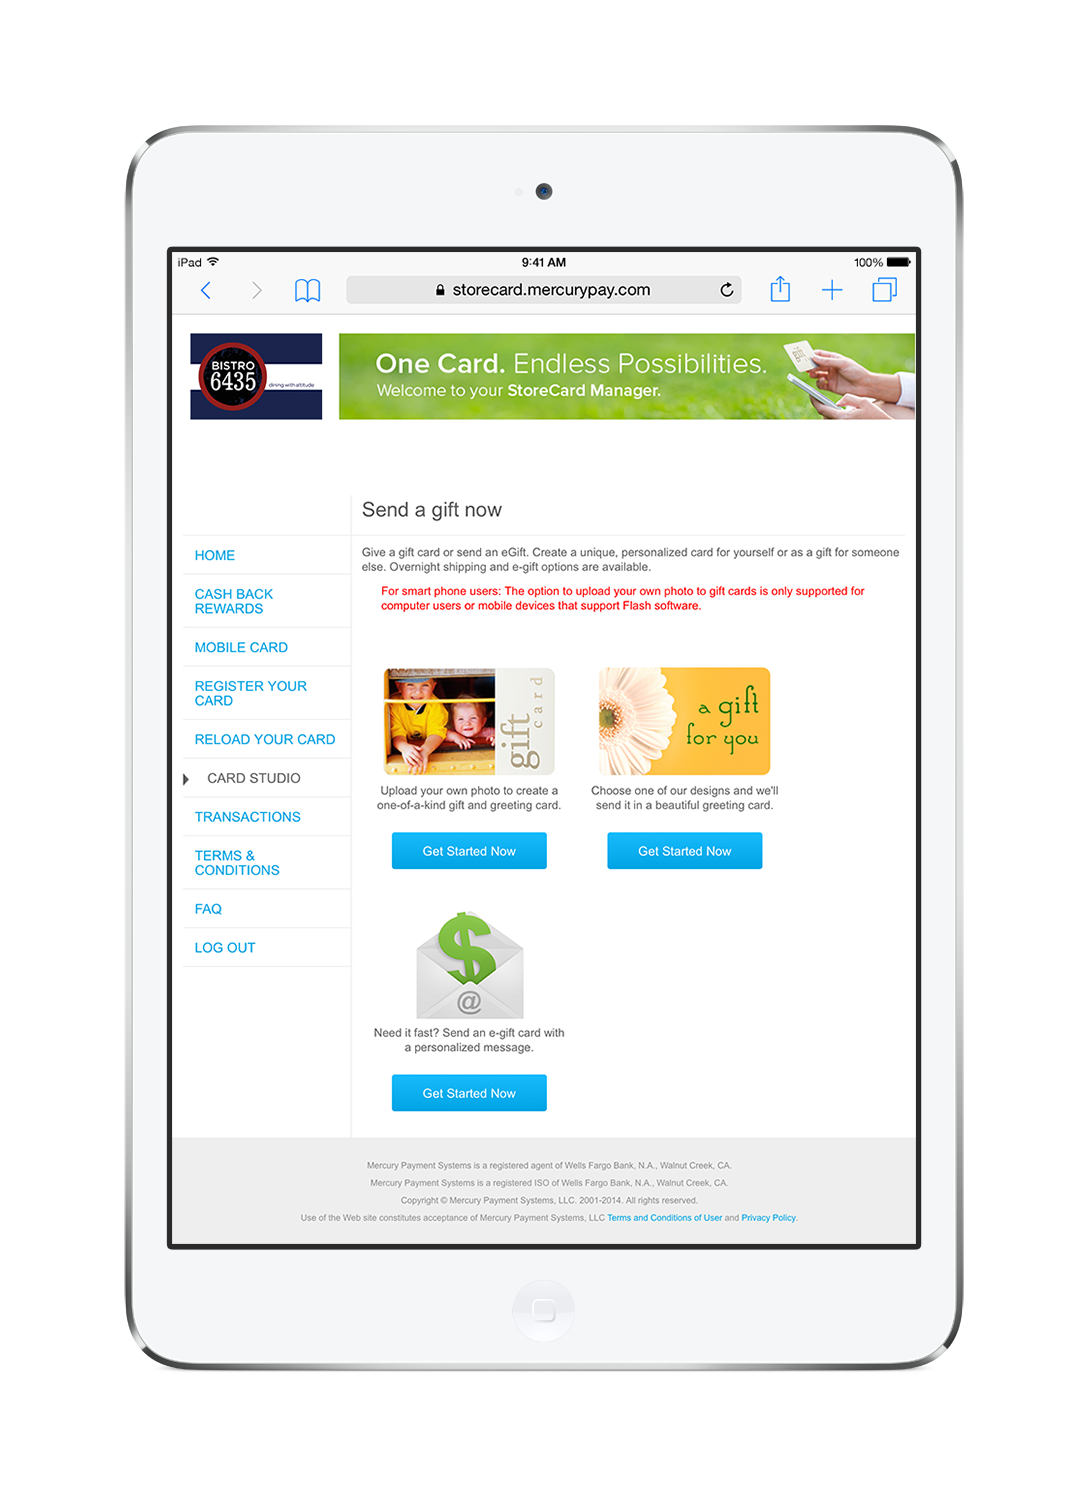 iPad
9:41 AM
100%
storecard.mercurypay.com
BISTRO
6435
dining with altitude
One Card. Endless Possibilities.
Welcome to your StoreCard Manager.
gift
Send a gift now
HOME
CASH BACK
REWARDS
MOBILE CARD
REGISTER YOUR
CARD
RELOAD YOUR CARD
CARD STUDIO
TRANSACTIONS
TERMS &
CONDITIONS
FAQ
LOG OUT
Give a gift card or send an eGift. Create a unique, personalized card for yourself or as a gift for someone
else. Overnight shipping and e-gift options are available.
For smart phone users: The option to upload your own photo to gift cards is only supported for
computer users or mobile devices that support Flash software.
gift
card
a gift
for you
Upload your own photo to create a
one-of-a-kind gift and greeting card.
Choose one of our designs and we'll
send it in a beautiful greeting card.
Get Started Now
Get Started Now
$
@
Need it fast? Send an e-gift card with
a personalized message.
Get Started Now
Mercury Payment Systems is a registered agent of Wells Fargo Bank, N.A., Walnut Creek, CA.
Mercury Payment Systems is a registered ISO of Wells Fargo Bank, N.A., Walnut Creek, CA.
Copyright © Mercury Payment Systems, LLC. 2001-2014. All rights reserved.
Use of the Web site constitutes acceptance of Mercury Payment Systems, LLC Terms and Conditions of User and Privacy Policy.